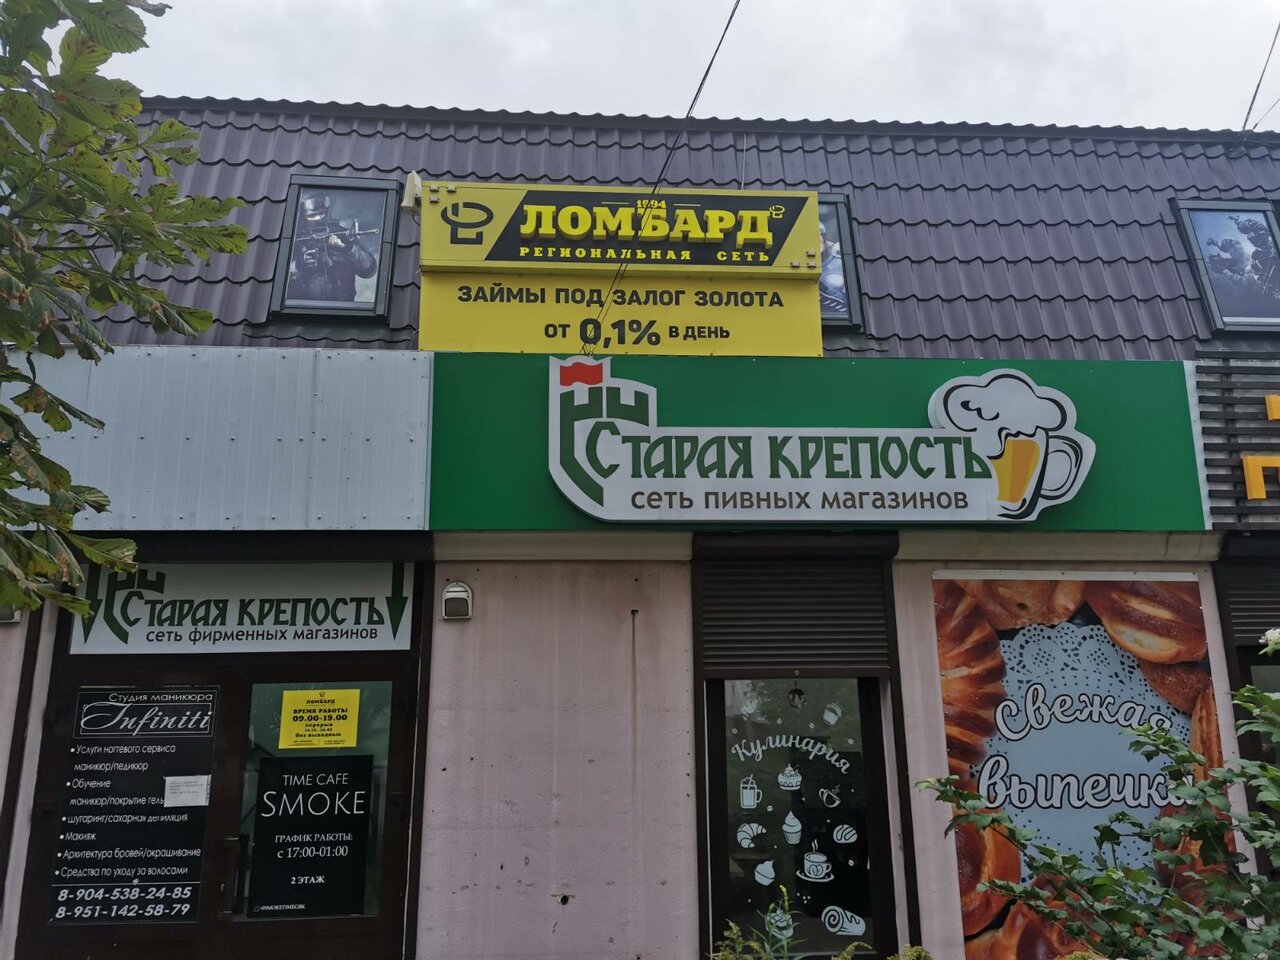 1994
ЛОМБАРД
РЕГИОНАЛЬНАЯ СЕТЬ
ЗАЙМЫ ПОД ЗАЛОГ ЗОЛОТА
ОТ 0,1% В ДЕНЬ
СТАРАЯ КРЕПОСТЬ
сеть пивных магазинов
СТАРАЯ КРЕПОСТЬ
сеть фирменных магазинов
Студия маникюра
Infiniti
• Услуги ногтевого сервиса
маникюр/педикюр
• Обучение
маникюр/покрытие гель
• шугаринг/сахарная депиляция
• Макияж
• Архитектура бровей/окрашивание
• Средства по уходу за волосами
8-904-538-24-85
8-951-142-58-79
ЛОМБАРД
ВРЕМЯ РАБОТЫ
09.00-19.00
перерыв
без выходных
TIME CAFE
SMOKE
ГРАФИК РАБОТЫ:
с 17:00-01:00
2 ЭТАЖ
Кулинария
свежая
выпечка